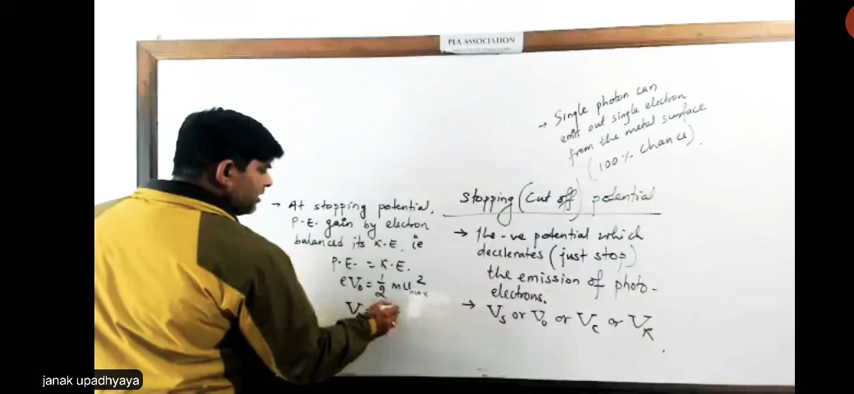 PEA ASSOCIATION
→ Single photon can
emit out single electron
from the metal surface
(100% chance).
Stopping (Cut off) potential
→ the -ve potential which
decelerates (just stop)
the emission of photo-
electrons.
→ Vs or V₀ or Vc or VK
→ At stopping potential,
P.E. gain by electron
balanced its K.E. ie
P.E. = K.E.
eV₀ = 1/2 mu²max
V
janak upadhyaya